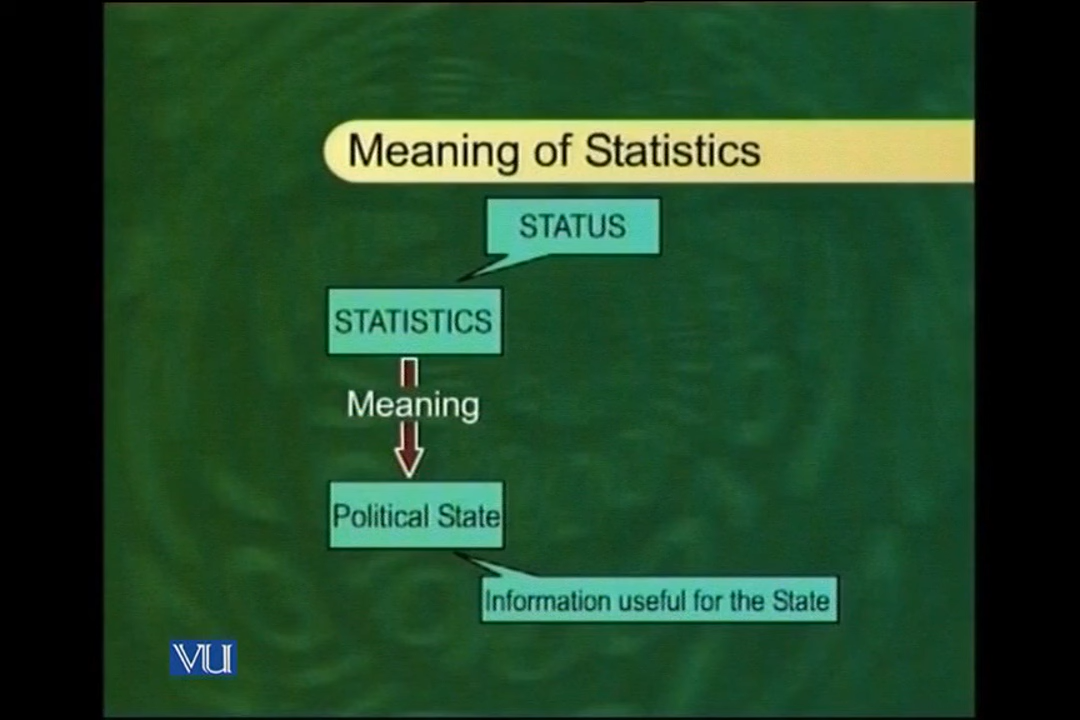 Meaning of Statistics
STATUS
STATISTICS
Meaning
Political State
Information useful for the State
VU